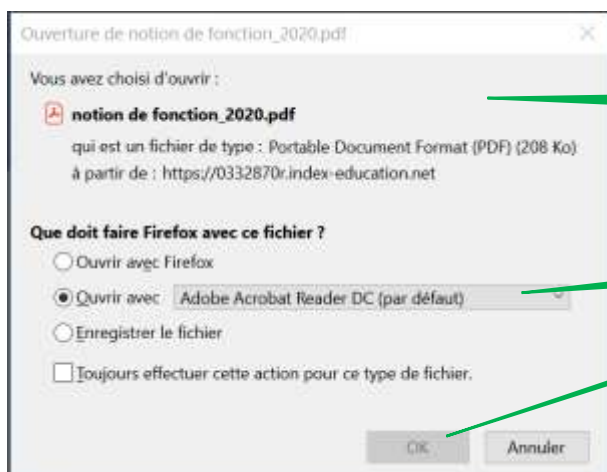 Ouverture de notion de fonction_2020.pdf
Vous avez choisi d'ouvrir :
notion de fonction_2020.pdf
qui est un fichier de type : Portable Document Format (PDF) (208 Ko)
à partir de : https://0332870r.index-education.net
Que doit faire Firefox avec ce fichier ?
Ouvrir avec Firefox
Ouvrir avec Adobe Acrobat Reader DC (par défaut)
Enregistrer le fichier
Toujours effectuer cette action pour ce type de fichier.
OK Annuler